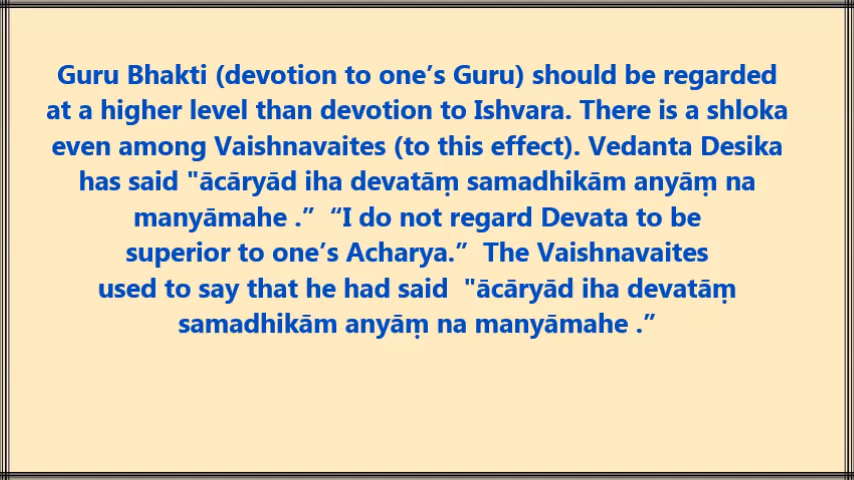 Guru Bhakti (devotion to one’s Guru) should be regarded
at a higher level than devotion to Ishvara. There is a shloka
even among Vaishnavaites (to this effect). Vedanta Desika
has said "ācāryād iha devatāṃ samadhikām anyāṃ na
manyāmahe .” “I do not regard Devata to be
superior to one’s Acharya.” The Vaishnavaites
used to say that he had said "ācāryād iha devatāṃ
samadhikām anyāṃ na manyāmahe .”